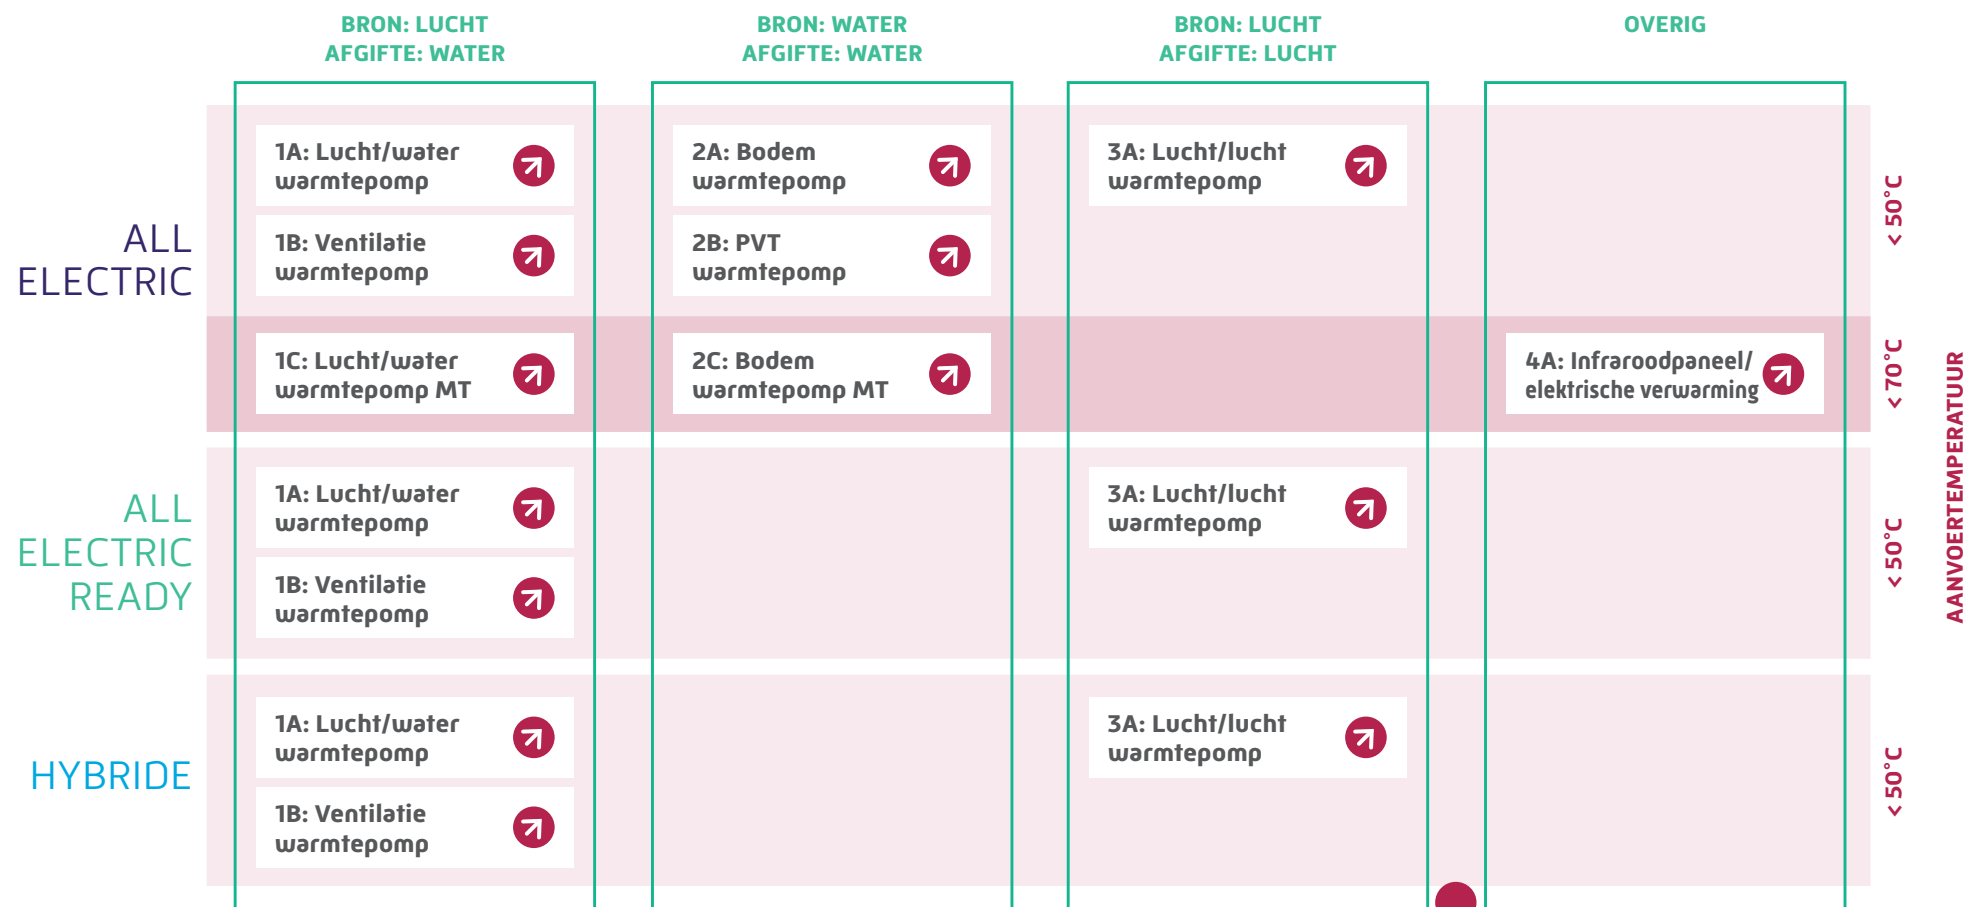 BRON: LUCHT
AFGIFTE: WATER
BRON: WATER
AFGIFTE: WATER
BRON: LUCHT
AFGIFTE: LUCHT
OVERIG
ALL
ELECTRIC
1A: Lucht/water
warmtepomp
2A: Bodem
warmtepomp
3A: Lucht/lucht
warmtepomp
< 50°C
1B: Ventilatie
warmtepomp
2B: PVT
warmtepomp
1C: Lucht/water
warmtepomp MT
2C: Bodem
warmtepomp MT
4A: Infraroodpaneel/
elektrische verwarming
< 70°C
AANVOERTEMPERATUUR
ALL
ELECTRIC
READY
1A: Lucht/water
warmtepomp
3A: Lucht/lucht
warmtepomp
< 50°C
1B: Ventilatie
warmtepomp
HYBRIDE
1A: Lucht/water
warmtepomp
3A: Lucht/lucht
warmtepomp
< 50°C
1B: Ventilatie
warmtepomp